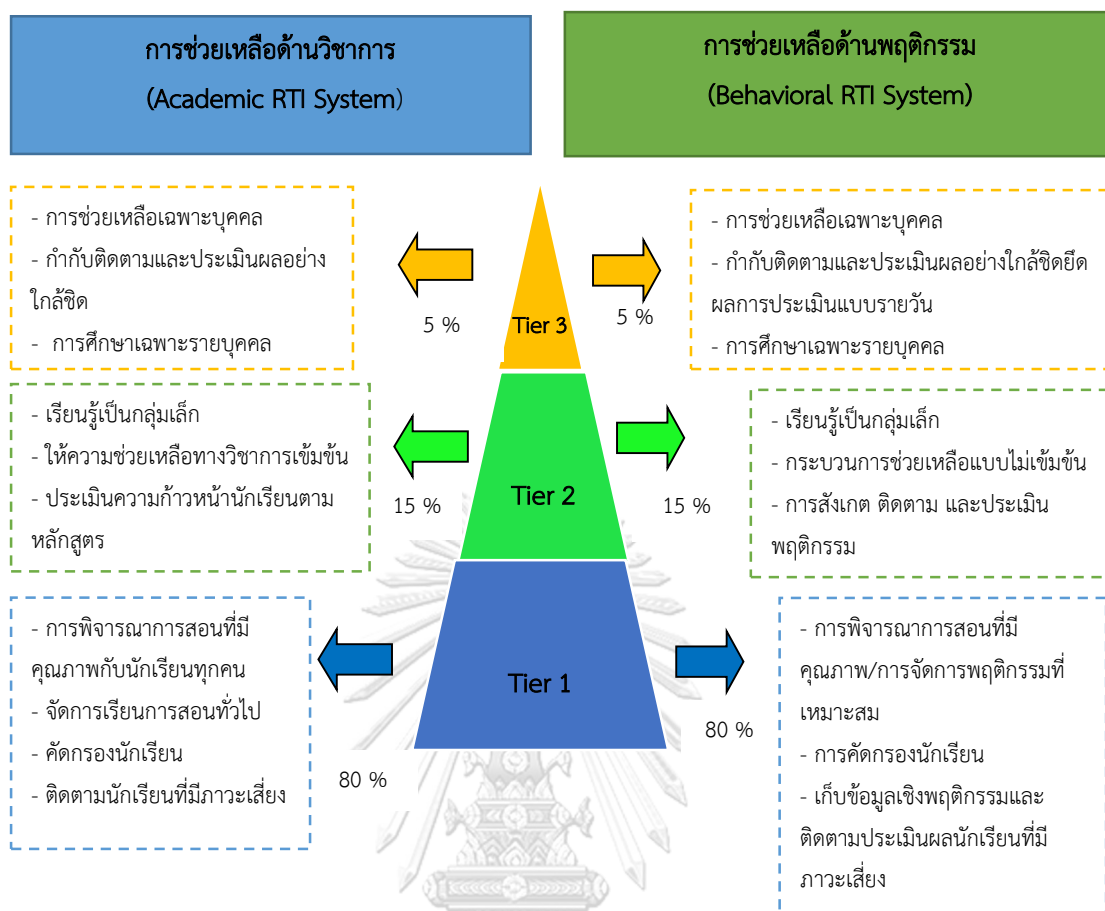 การช่วยเหลือด้านวิชาการ
(Academic RTI System)
การช่วยเหลือด้านพฤติกรรม
(Behavioral RTI System)
- การช่วยเหลือเฉพาะบุคคล
- กำกับติดตามและประเมินผลอย่าง
ใกล้ชิด
- การศึกษาเฉพาะรายบุคคล
5 %
Tier 3
5 %
- การช่วยเหลือเฉพาะบุคคล
- กำกับติดตามและประเมินผลอย่างใกล้ชิดยึด
ผลการประเมินแบบรายวัน
- การศึกษาเฉพาะรายบุคคล
- เรียนรู้เป็นกลุ่มเล็ก
- ให้ความช่วยเหลือทางวิชาการเข้มข้น
- ประเมินความก้าวหน้านักเรียนตาม
หลักสูตร
15 %
Tier 2
15 %
- เรียนรู้เป็นกลุ่มเล็ก
- กระบวนการช่วยเหลือแบบไม่เข้มข้น
- การสังเกต ติดตาม และประเมิน
พฤติกรรม
- การพิจารณาการสอนที่มี
คุณภาพกับนักเรียนทุกคน
- จัดการเรียนการสอนทั่วไป
- คัดกรองนักเรียน
- ติดตามนักเรียนที่มีภาวะเสี่ยง
80 %
Tier 1
80 %
- การพิจารณาการสอนที่มี
คุณภาพ/การจัดการพฤติกรรมที่
เหมาะสม
- การคัดกรองนักเรียน
- เก็บข้อมูลเชิงพฤติกรรมและ
ติดตามประเมินผลนักเรียนที่มี
ภาวะเสี่ยง